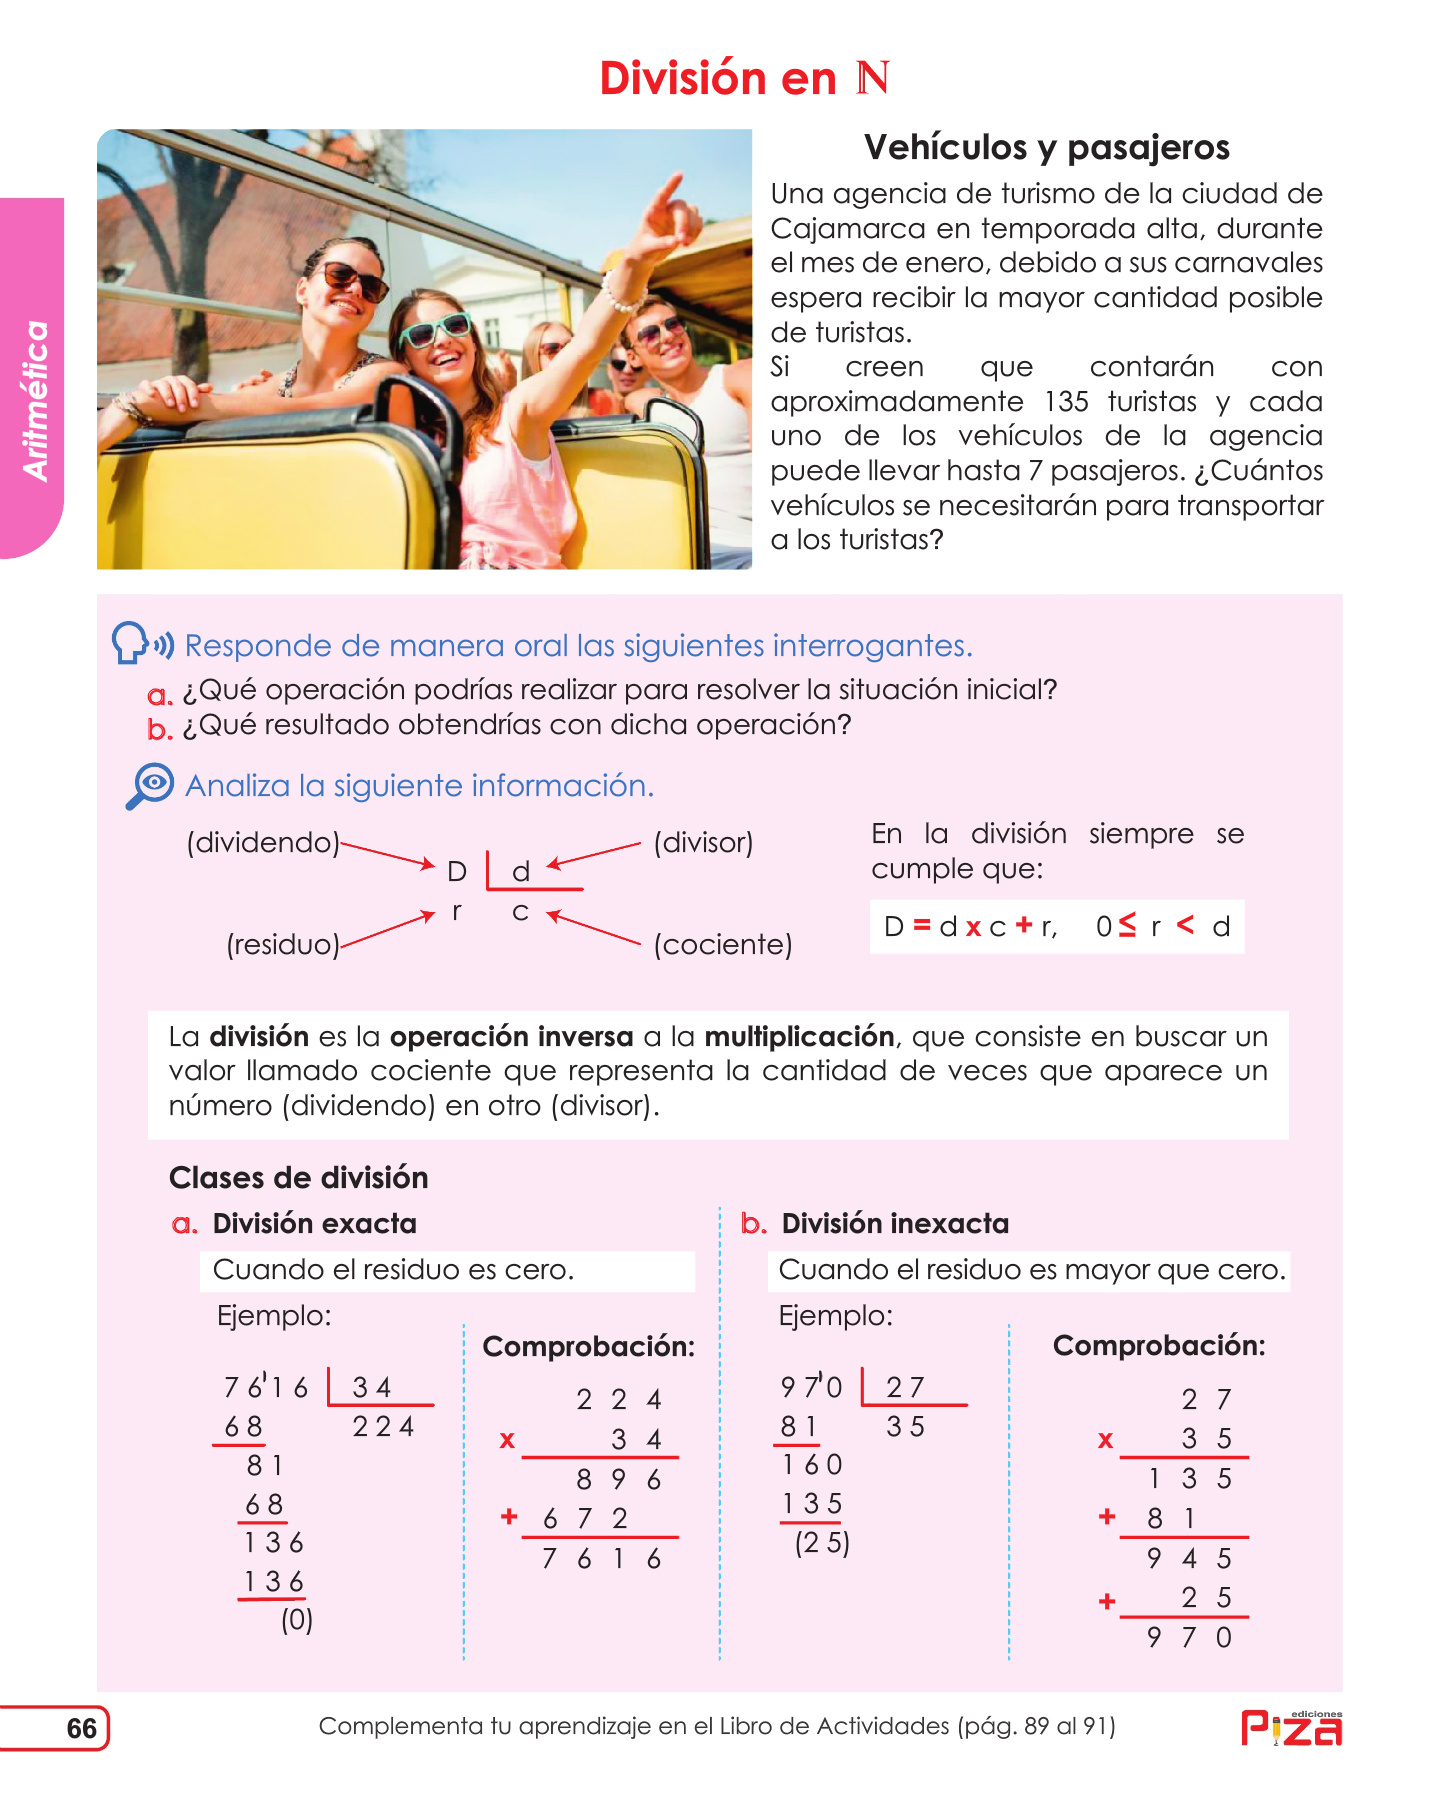 División en ℕ
Vehículos y pasajeros
Una agencia de turismo de la ciudad de
Cajamarca en temporada alta, durante
el mes de enero, debido a sus carnavales
espera recibir la mayor cantidad posible
de turistas.
Si creen que contarán con
aproximadamente 135 turistas y cada
uno de los vehículos de la agencia
puede llevar hasta 7 pasajeros. ¿Cuántos
vehículos se necesitarán para transportar
a los turistas?
Aritmética
Responde de manera oral las siguientes interrogantes.
a. ¿Qué operación podrías realizar para resolver la situación inicial?
b. ¿Qué resultado obtendrías con dicha operación?
Analiza la siguiente información.
(dividendo) (divisor)
D d
r c
(residuo) (cociente)
En la división siempre se
cumple que:
D = d x c + r, 0 ≤ r < d
La división es la operación inversa a la multiplicación, que consiste en buscar un
valor llamado cociente que representa la cantidad de veces que aparece un
número (dividendo) en otro (divisor).
Clases de división
a. División exacta
Cuando el residuo es cero.
Ejemplo:
7 6'1 6 3 4
6 8 2 2 4
8 1
6 8
1 3 6
1 3 6
(0)
Comprobación:
2 2 4
x 3 4
8 9 6
+ 6 7 2
7 6 1 6
b. División inexacta
Cuando el residuo es mayor que cero.
Ejemplo:
9 7'0 2 7
8 1 3 5
1 6 0
1 3 5
(2 5)
Comprobación:
2 7
x 3 5
1 3 5
+ 8 1
9 4 5
+ 2 5
9 7 0
66
Complementa tu aprendizaje en el Libro de Actividades (pág. 89 al 91)
ediciones
Piza